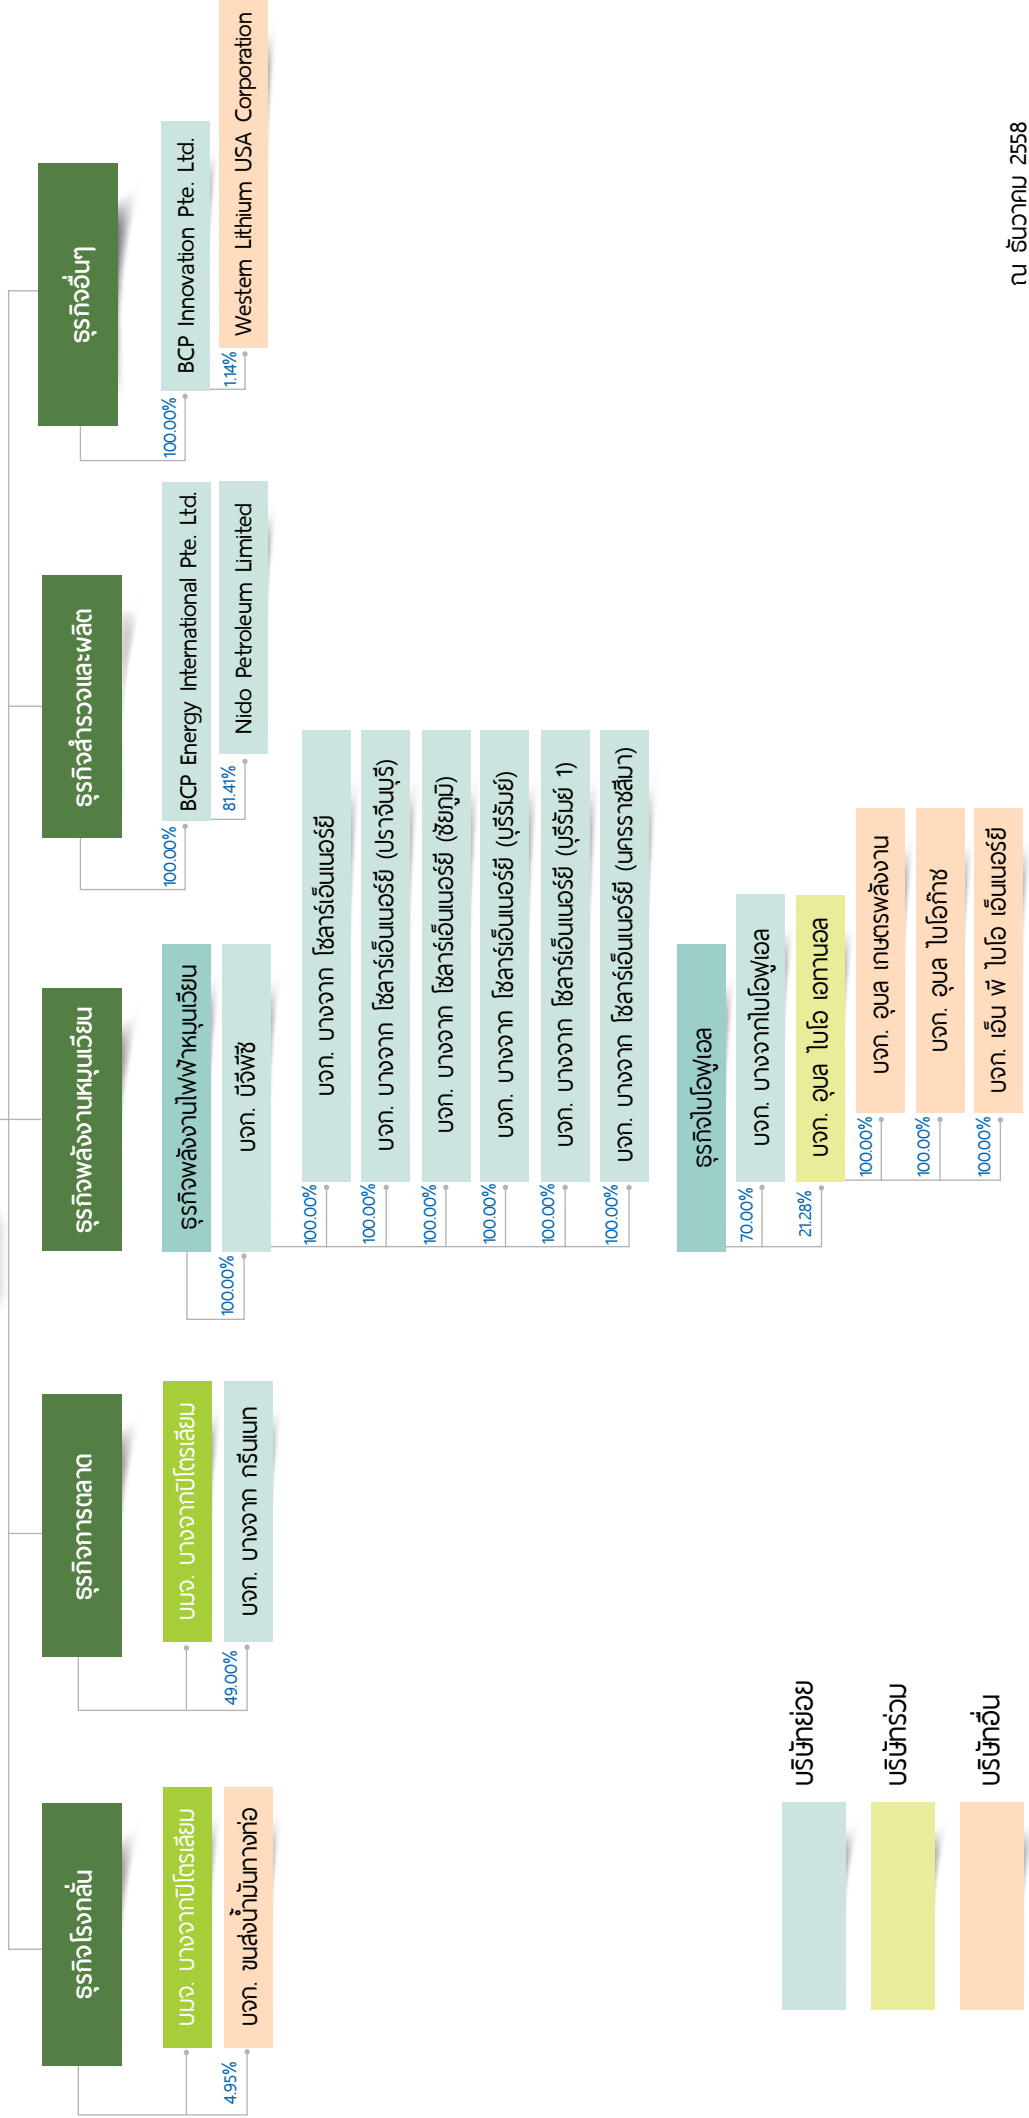 ธุรกิจโรงกลั่น
บมจ. บางจากปิโตรเลียม
4.95%
บจก. ขนส่งน้ำมันทางท่อ
ธุรกิจการตลาด
บมจ. บางจากปิโตรเลียม
49.00%
บจก. บางจาก กรีนเนท
ธุรกิจพลังงานหมุนเวียน
ธุรกิจพลังงานไฟฟ้าหมุนเวียน
100.00%
บจก. บีซีพีจี
100.00%
บจก. บางจาก โซลาร์เอ็นเนอร์ยี
100.00%
บจก. บางจาก โซลาร์เอ็นเนอร์ยี (ปราจีนบุรี)
100.00%
บจก. บางจาก โซลาร์เอ็นเนอร์ยี (ชัยภูมิ)
100.00%
บจก. บางจาก โซลาร์เอ็นเนอร์ยี (บุรีรัมย์)
100.00%
บจก. บางจาก โซลาร์เอ็นเนอร์ยี (บุรีรัมย์ 1)
100.00%
บจก. บางจาก โซลาร์เอ็นเนอร์ยี (นครราชสีมา)
ธุรกิจไบโอฟูเอล
70.00%
บจก. บางจากไบโอฟูเอล
21.28%
บจก. อุบล ไบโอ เอทานอล
100.00%
บจก. อุบล เกษตรพลังงาน
100.00%
บจก. อุบล ไบโอก๊าซ
100.00%
บจก. เอ็น พี ไบโอ เอ็นเนอร์ยี
ธุรกิจสำรวจและผลิต
100.00%
BCP Energy International Pte. Ltd.
81.41%
Nido Petroleum Limited
ธุรกิจอื่นๆ
100.00%
BCP Innovation Pte. Ltd.
1.14%
Western Lithium USA Corporation
บริษัทย่อย
บริษัทร่วม
บริษัทอื่น
ณ ธันวาคม 2558